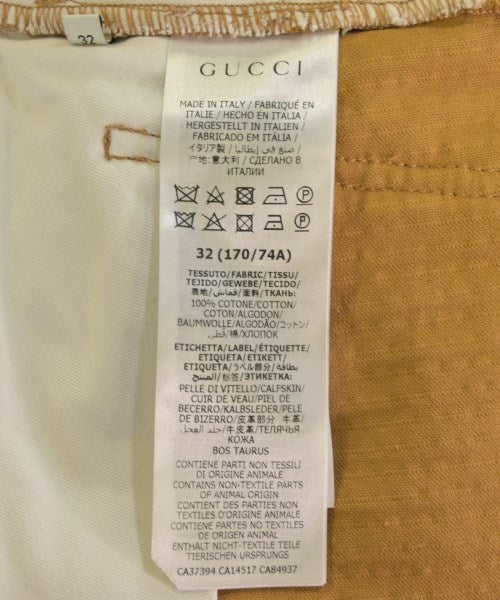 32
GUCCI
MADE IN ITALY / FABRIQUÉ EN
ITALIE / HECHO EN ITALIA/
HERGESTELLT IN ITALIEN /
FABRICADO EM ITÁLIA/
イタリア製 / صنع في إيطاليا /
产地:意大利 / СДЕЛАНО В
ИТАЛИИ
32 (170/74A)
TESSUTO/FABRIC/TISSU/
TEJIDO/GEWEBE/TECIDO/
表地/قماش/面料/ТКАНЬ:
100% COTONE/COTTON/
COTON/ALGODON/
BAUMWOLLE/ALGODÃO/コットン/
قطن/棉/ХЛОПОК
ETICHETTA/LABEL/ÉTIQUETTE/
ETIQUETA/ETIKETT/
ETIQUETA/ラベル部分/بطاقة
المنتج/标签/ЭТИКЕТКА:
PELLE DI VITELLO/CALFSKIN/
CUIR DE VEAU/PIEL DE
BECERRO/KALBSLEDER/PELE
DE BIZERRO/皮革部分 牛革/
جلد العجل/牛皮革/ТЕЛЯЧЬЯ
КОЖА
BOS TAURUS
CONTIENE PARTI NON TESSILI
DI ORIGINE ANIMALE
CONTAINS NON-TEXTILE PARTS
OF ANIMAL ORIGIN
CONTIENT DES PARTIES NON
TEXTILES D'ORIGINE ANIMALE
CONTIENE PARTES NO TEXTILES
DE ORIGEN ANIMAL
ENTHÄLT NICHT-TEXTILE TEILE
TIERISCHEN URSPRUNGS
CA37394 CA14517 CA84937